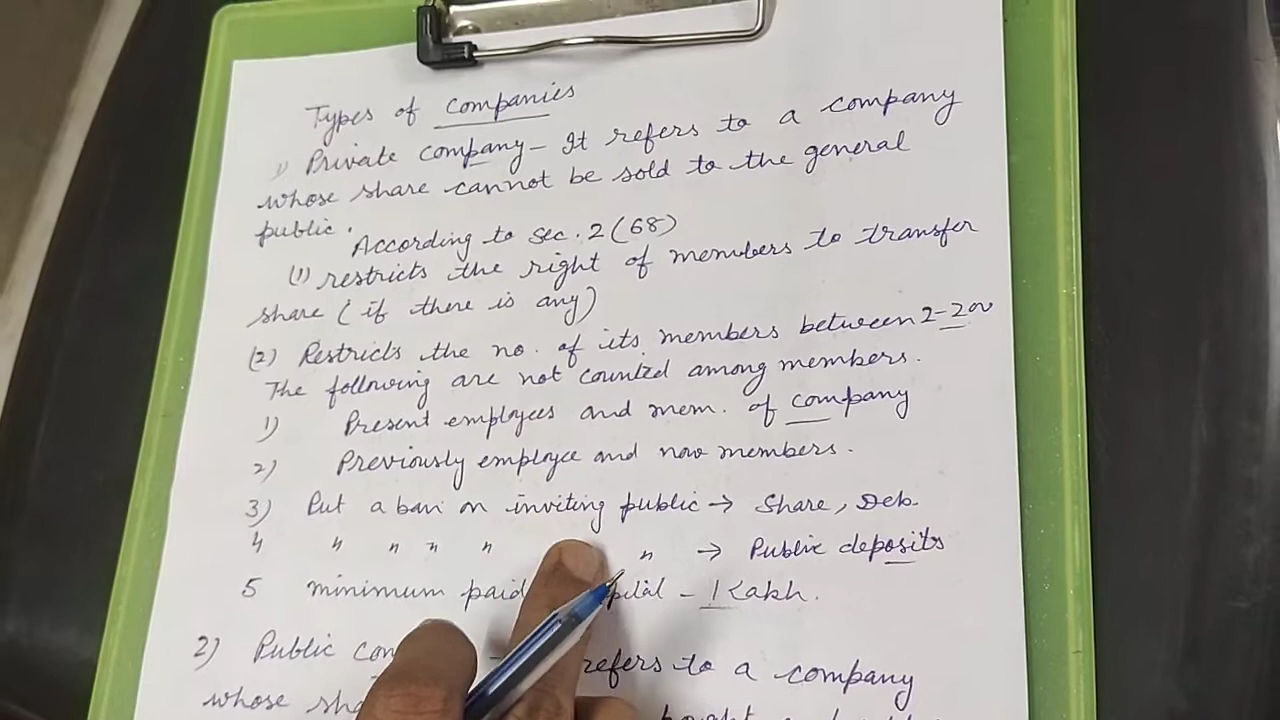 Types of companies
1) Private company - It refers to a company
whose share cannot be sold to the general
public.
According to sec. 2 (68)
(1) restricts the right of members to transfer
share (if there is any)
(2) Restricts the no. of its members between 2-200
The following are not counted among members.
1) Present employees and mem. of company
2) Previously employee and now members.
3) Put a ban on inviting public → Share, Deb.
4 " " " " " → Public deposits
5 minimum paid - 1 Lakh.
2) Public refers to a company
whose